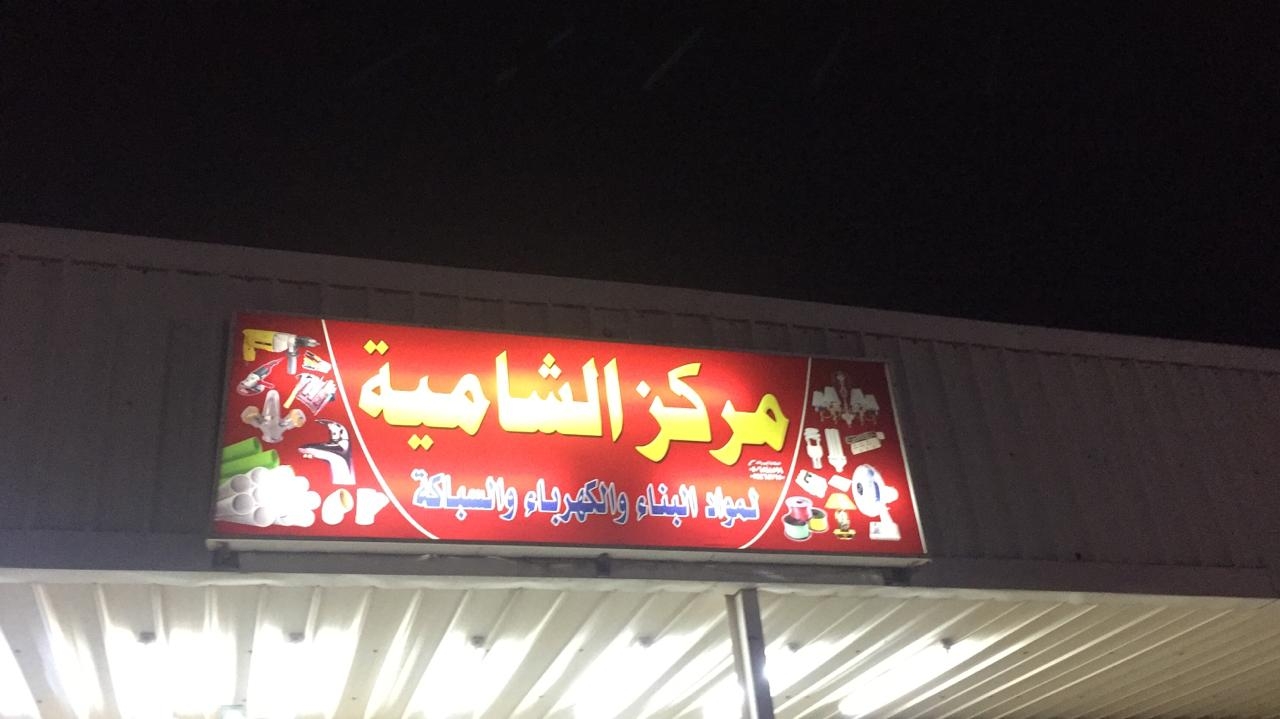 مركز الشامية
لمواد البناء والكهرباء والسباكة